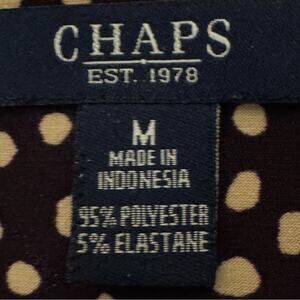 CHAPS
EST. 1978
M
MADE IN
INDONESIA
95% POLYESTER
5% ELASTANE